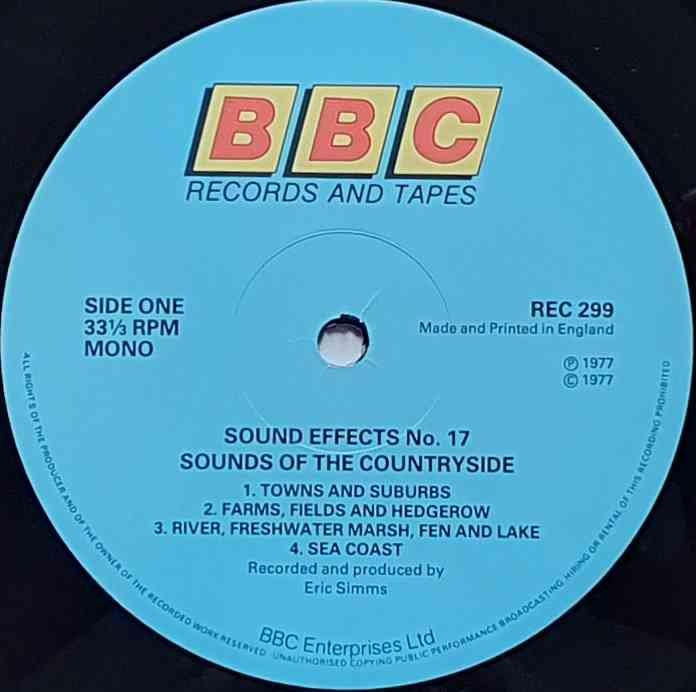 BBC
RECORDS AND TAPES
SIDE ONE
33⅓ RPM
MONO
REC 299
Made and Printed in England
℗ 1977
© 1977
SOUND EFFECTS No. 17
SOUNDS OF THE COUNTRYSIDE
1. TOWNS AND SUBURBS
2. FARMS, FIELDS AND HEDGEROW
3. RIVER, FRESHWATER MARSH, FEN AND LAKE
4. SEA COAST
Recorded and produced by
Eric Simms
BBC Enterprises Ltd
ALL RIGHTS OF THE PRODUCER AND OF THE OWNER OF THE RECORDED WORK RESERVED · UNAUTHORISED COPYING PUBLIC PERFORMANCE BROADCASTING HIRING OR RENTAL OF THIS RECORDING PROHIBITED